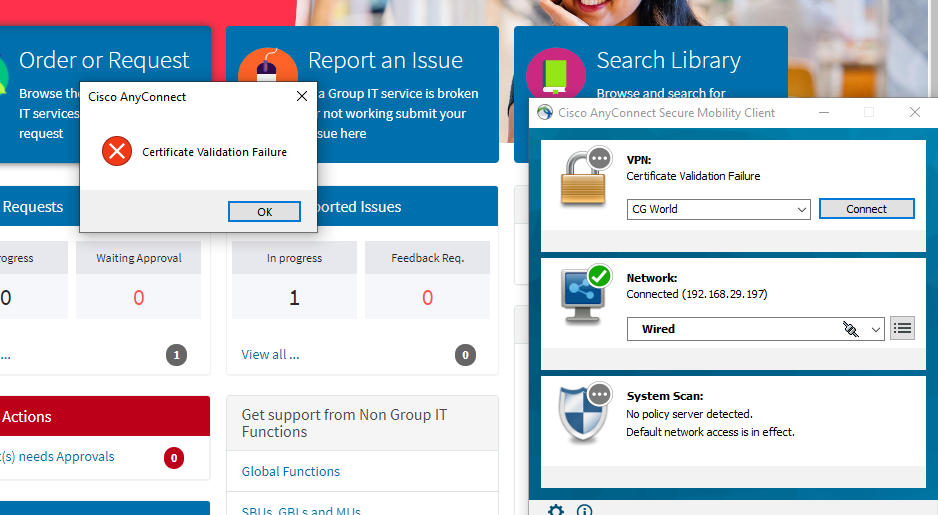 Order or Request
Browse the
IT services
request
Report an Issue
a Group IT service is broken
r not working submit your
sue here
Search Library
Browse and search for
Cisco AnyConnect
Certificate Validation Failure
OK
Cisco AnyConnect Secure Mobility Client
VPN:
Certificate Validation Failure
CG World
Connect
Network:
Connected (192.168.29.197)
Wired
System Scan:
No policy server detected.
Default network access is in effect.
Requests
rogress
Waiting Approval
0
0
...
1
ported Issues
In progress
Feedback Req.
1
0
View all ...
0
Actions
t(s) needs Approvals
0
Get support from Non Group IT
Functions
Global Functions
SBUs, GBLs and MUs